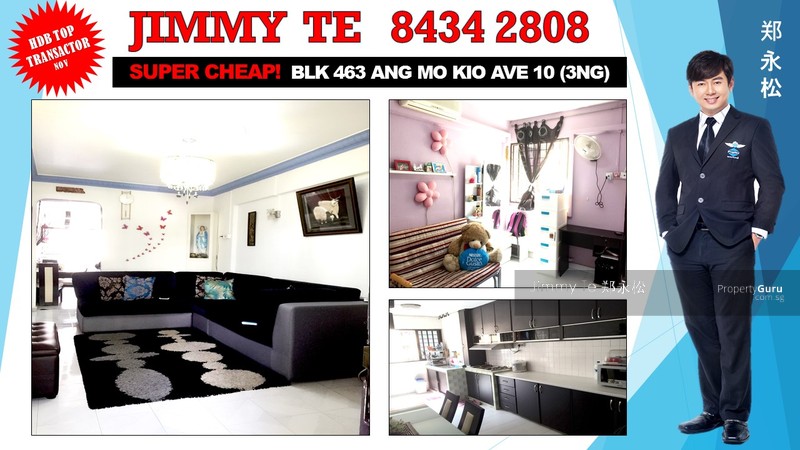 JIMMY TE 8434 2808
HDB TOP
TRANSACTOR
NOV
SUPER CHEAP! BLK 463 ANG MO KIO AVE 10 (3NG)
郑
永
松
Jimmy Te 郑永松
PropertyGuru
com.sg